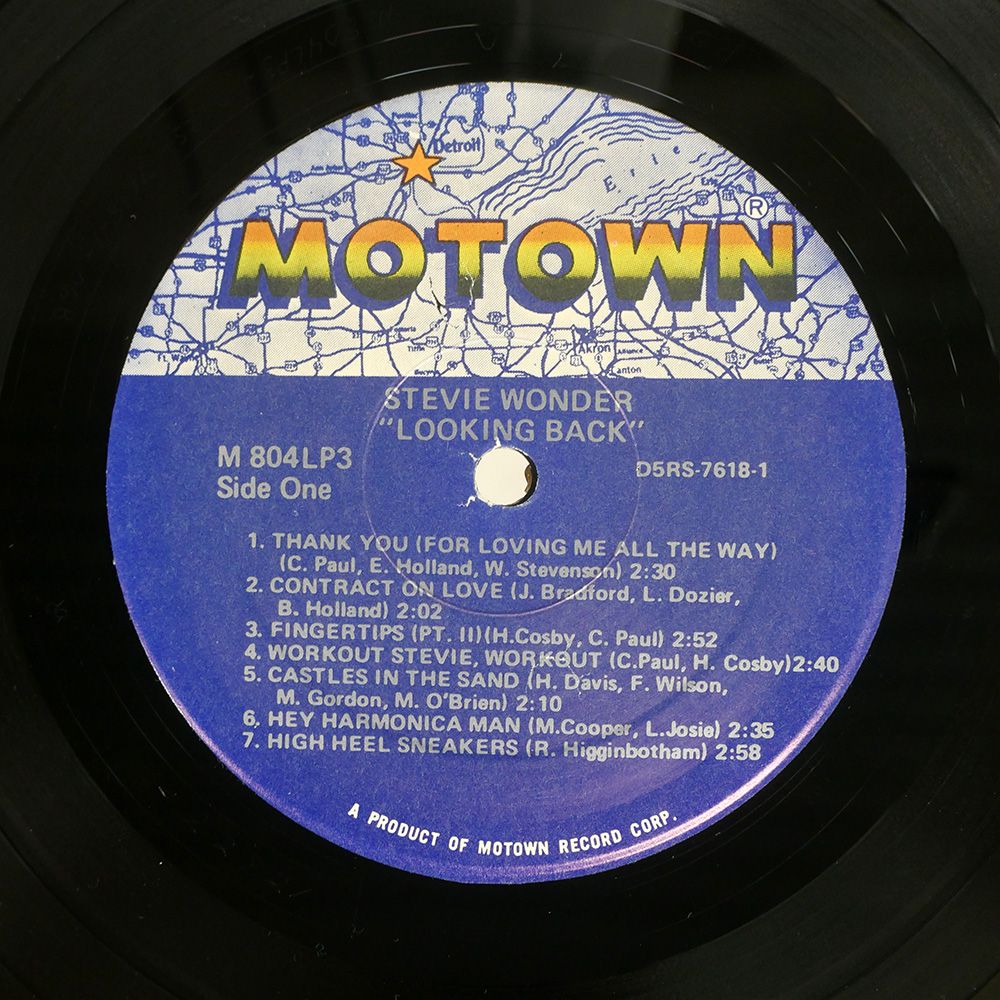 Detroit
Erie
®
MOTOWN
Akron
STEVIE WONDER
"LOOKING BACK"
M 804LP3
D5RS-7618-1
Side One
1. THANK YOU (FOR LOVING ME ALL THE WAY)
(C. Paul, E. Holland, W. Stevenson) 2:30
2. CONTRACT ON LOVE (J. Bradford, L. Dozier,
B. Holland) 2:02
3. FINGERTIPS (PT. II)(H.Cosby, C. Paul) 2:52
4. WORKOUT STEVIE, WORKOUT (C.Paul, H. Cosby)2:40
5. CASTLES IN THE SAND (H. Davis, F. Wilson,
M. Gordon, M. O'Brien) 2:10
6. HEY HARMONICA MAN (M.Cooper, L.Josie) 2:35
7. HIGH HEEL SNEAKERS (R. Higginbotham) 2:58
A PRODUCT OF MOTOWN RECORD CORP.